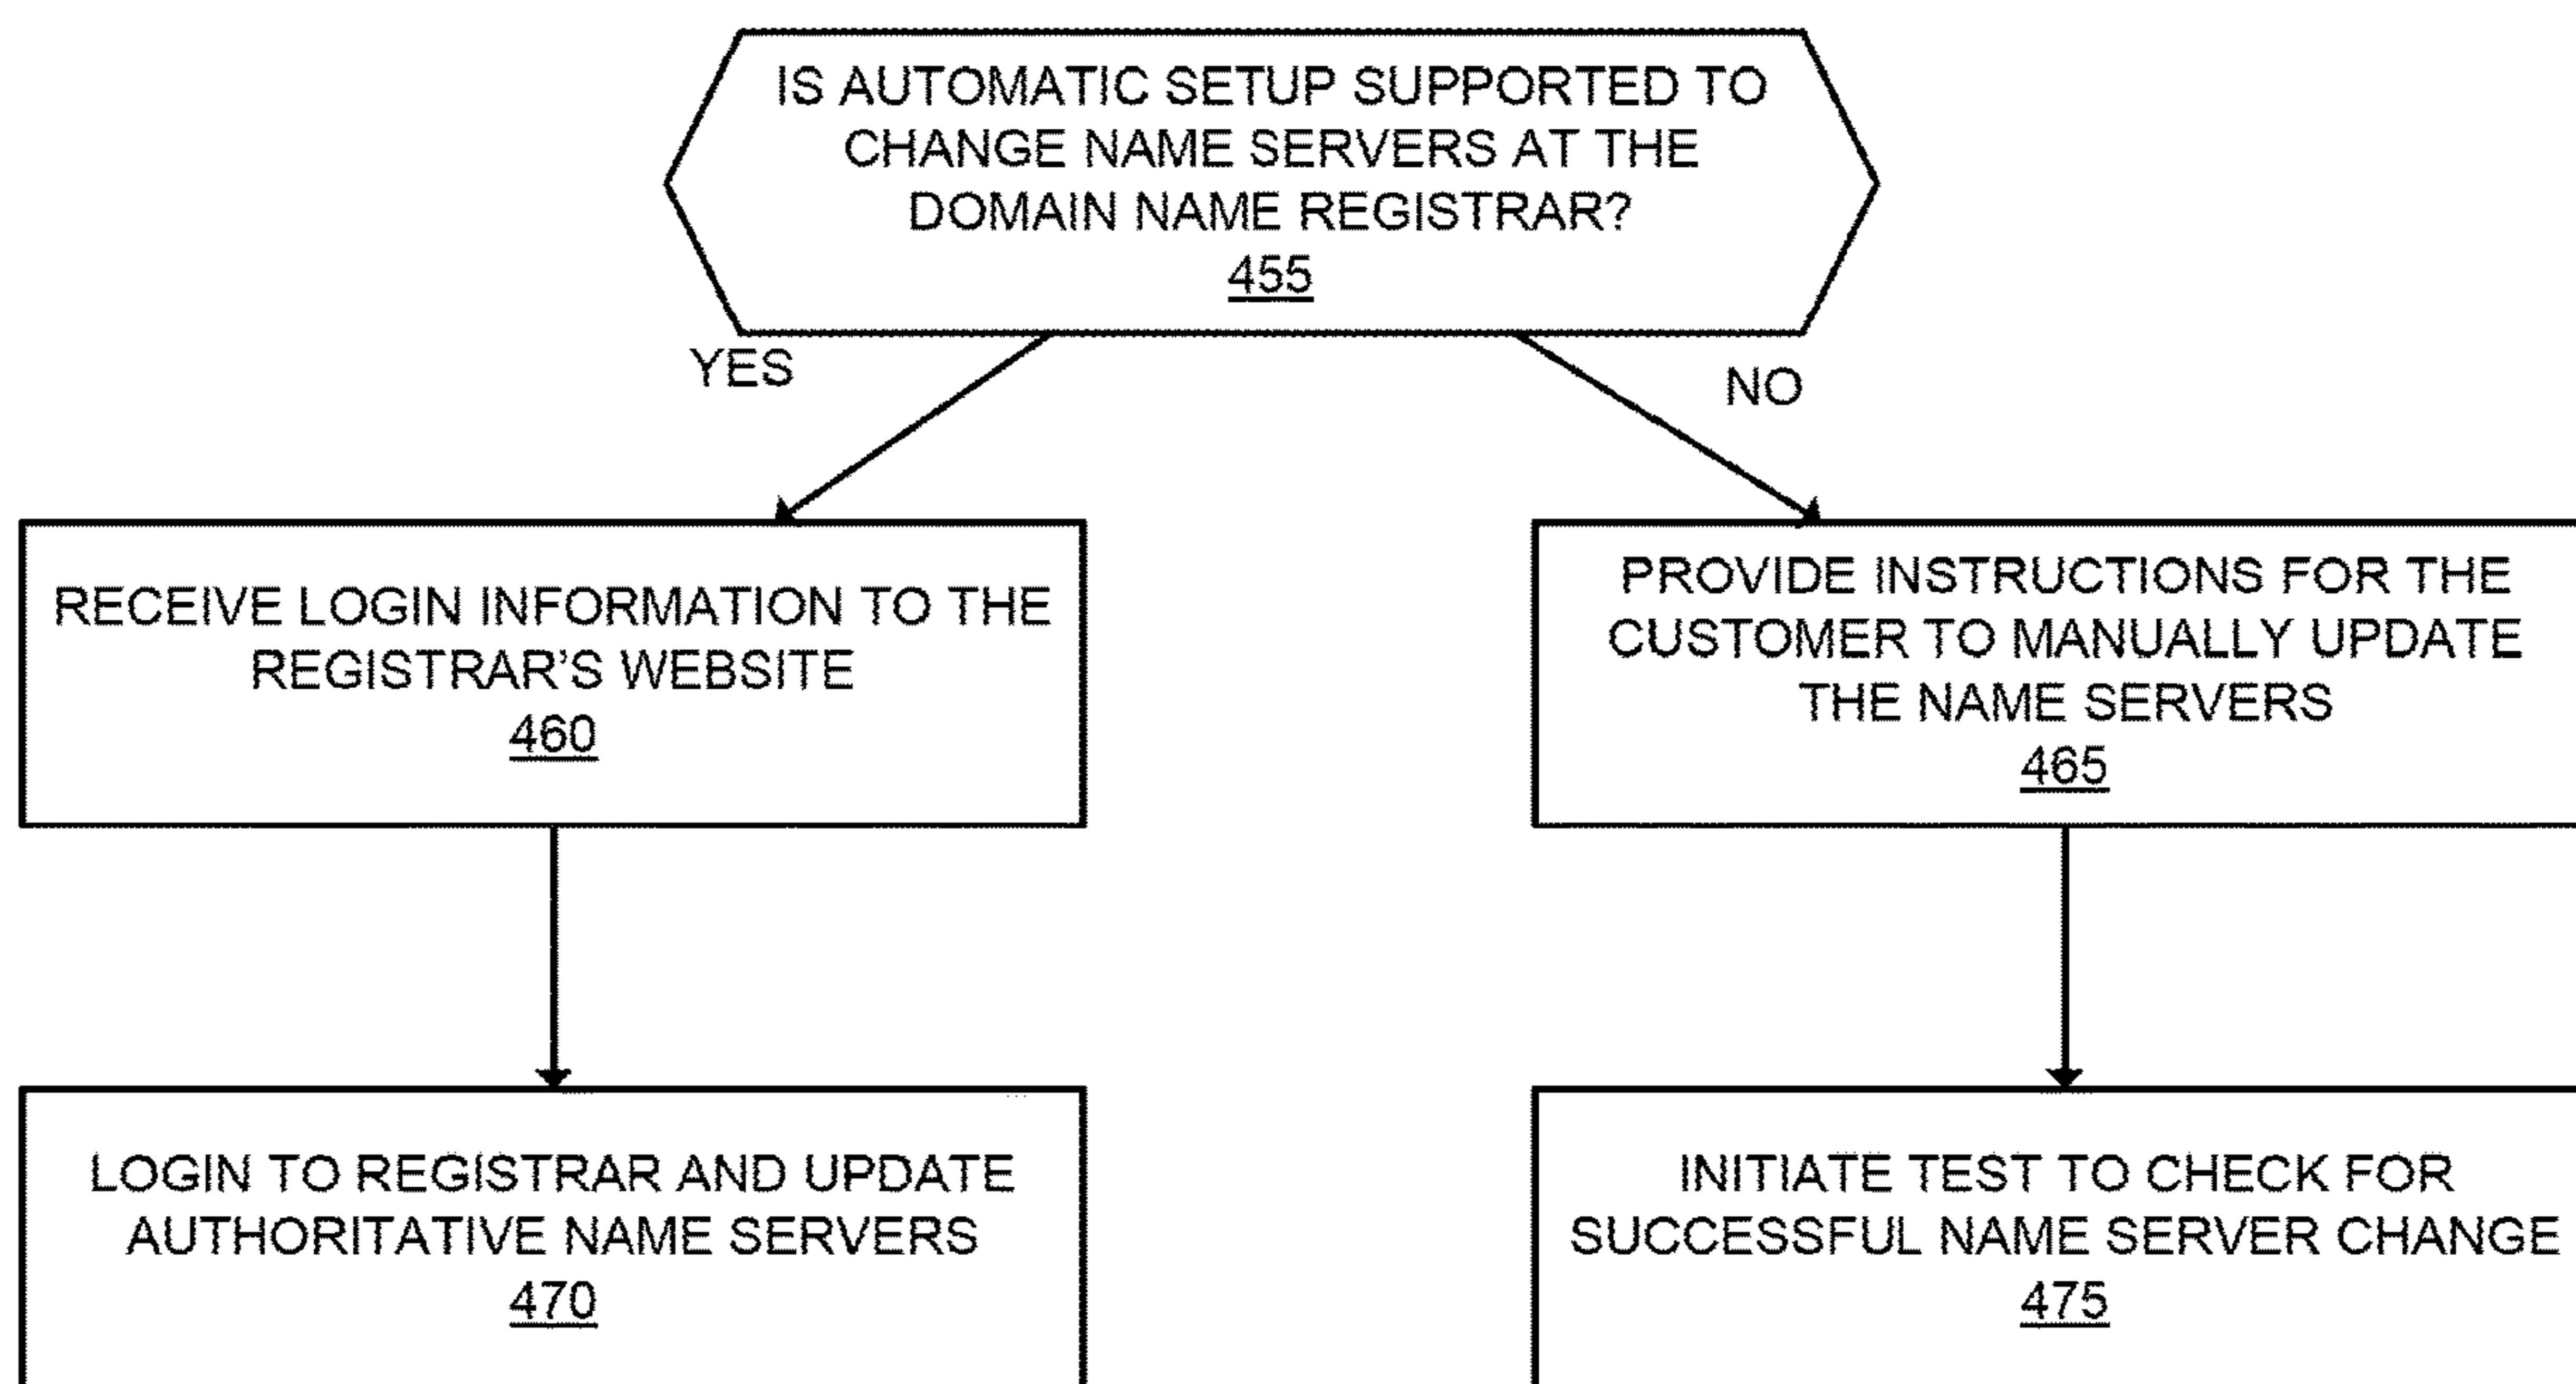 IS AUTOMATIC SETUP SUPPORTED TO
CHANGE NAME SERVERS AT THE
DOMAIN NAME REGISTRAR?
455
YES
NO
RECEIVE LOGIN INFORMATION TO THE
REGISTRAR'S WEBSITE
460
PROVIDE INSTRUCTIONS FOR THE
CUSTOMER TO MANUALLY UPDATE
THE NAME SERVERS
465
LOGIN TO REGISTRAR AND UPDATE
AUTHORITATIVE NAME SERVERS
470
INITIATE TEST TO CHECK FOR
SUCCESSFUL NAME SERVER CHANGE
475